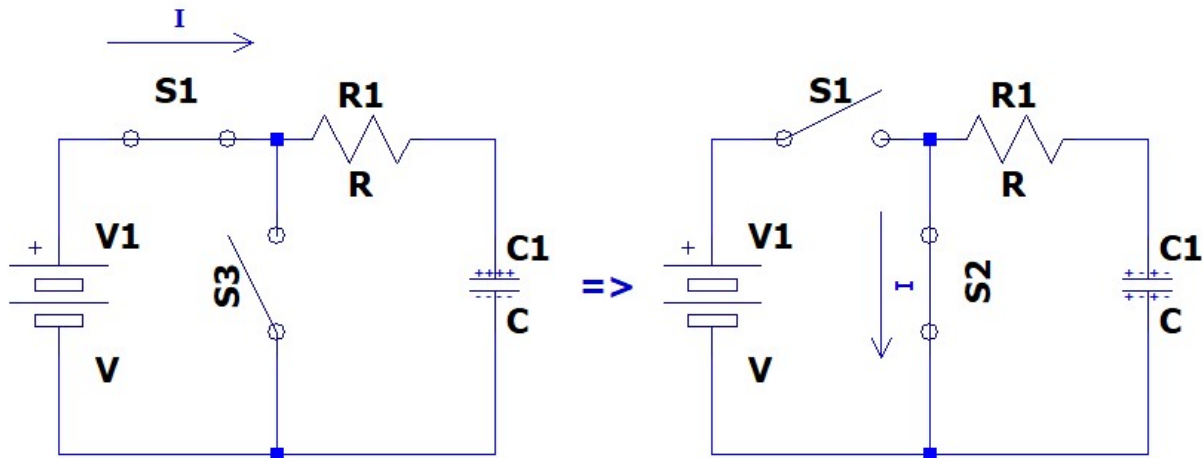 I
S1
R1
R
+
V1
S3
++++
C1
----
C
V
=>
S1
R1
R
+
V1
I
S2
+-+-
C1
+-+-
C
V